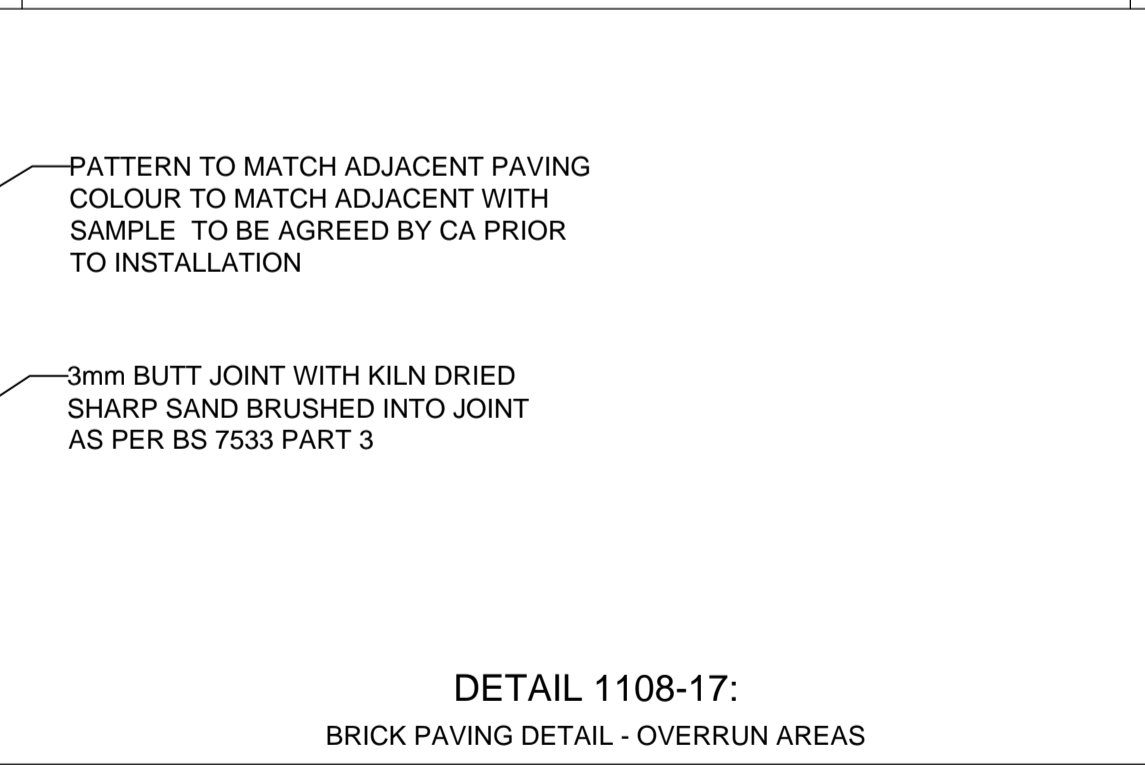 PATTERN TO MATCH ADJACENT PAVING
COLOUR TO MATCH ADJACENT WITH
SAMPLE  TO BE AGREED BY CA PRIOR
TO INSTALLATION
3mm BUTT JOINT WITH KILN DRIED
SHARP SAND BRUSHED INTO JOINT
AS PER BS 7533 PART 3
DETAIL 1108-17:
BRICK PAVING DETAIL - OVERRUN AREAS